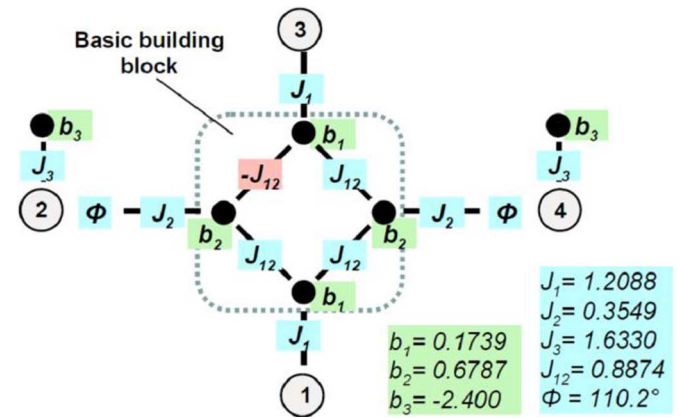 3
Basic building
block
J₁
b₃
b₁
b₃
J₃
-J₁₂
J₁₂
J₃
2
Φ
J₂
J₂
Φ
4
b₂
b₂
J₁₂
J₁₂
b₁
J₁
1
b₁= 0.1739
b₂= 0.6787
b₃= -2.400
J₁= 1.2088
J₂= 0.3549
J₃= 1.6330
J₁₂= 0.8874
Φ = 110.2°